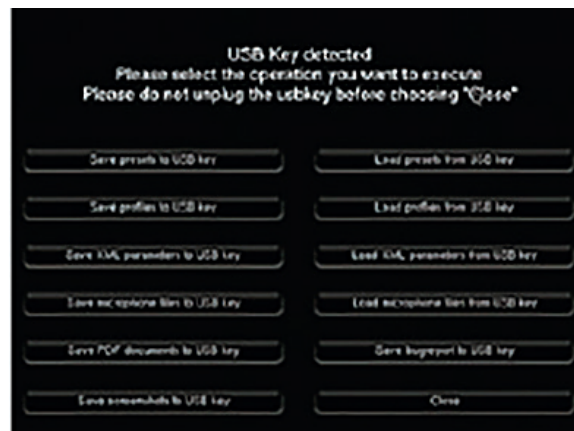 USB Key detected
Please select the operation you want to execute
Please do not unplug the usbkey before choosing "Close"
Save presets to USB key
Load presets from USB key
Save profiles to USB key
Load profiles from USB key
Save XML parameters to USB key
Load XML parameters from USB key
Save microphone files to USB key
Load microphone files from USB key
Save PDF documents to USB key
Save bugreport to USB key
Save screenshots to USB key
Close